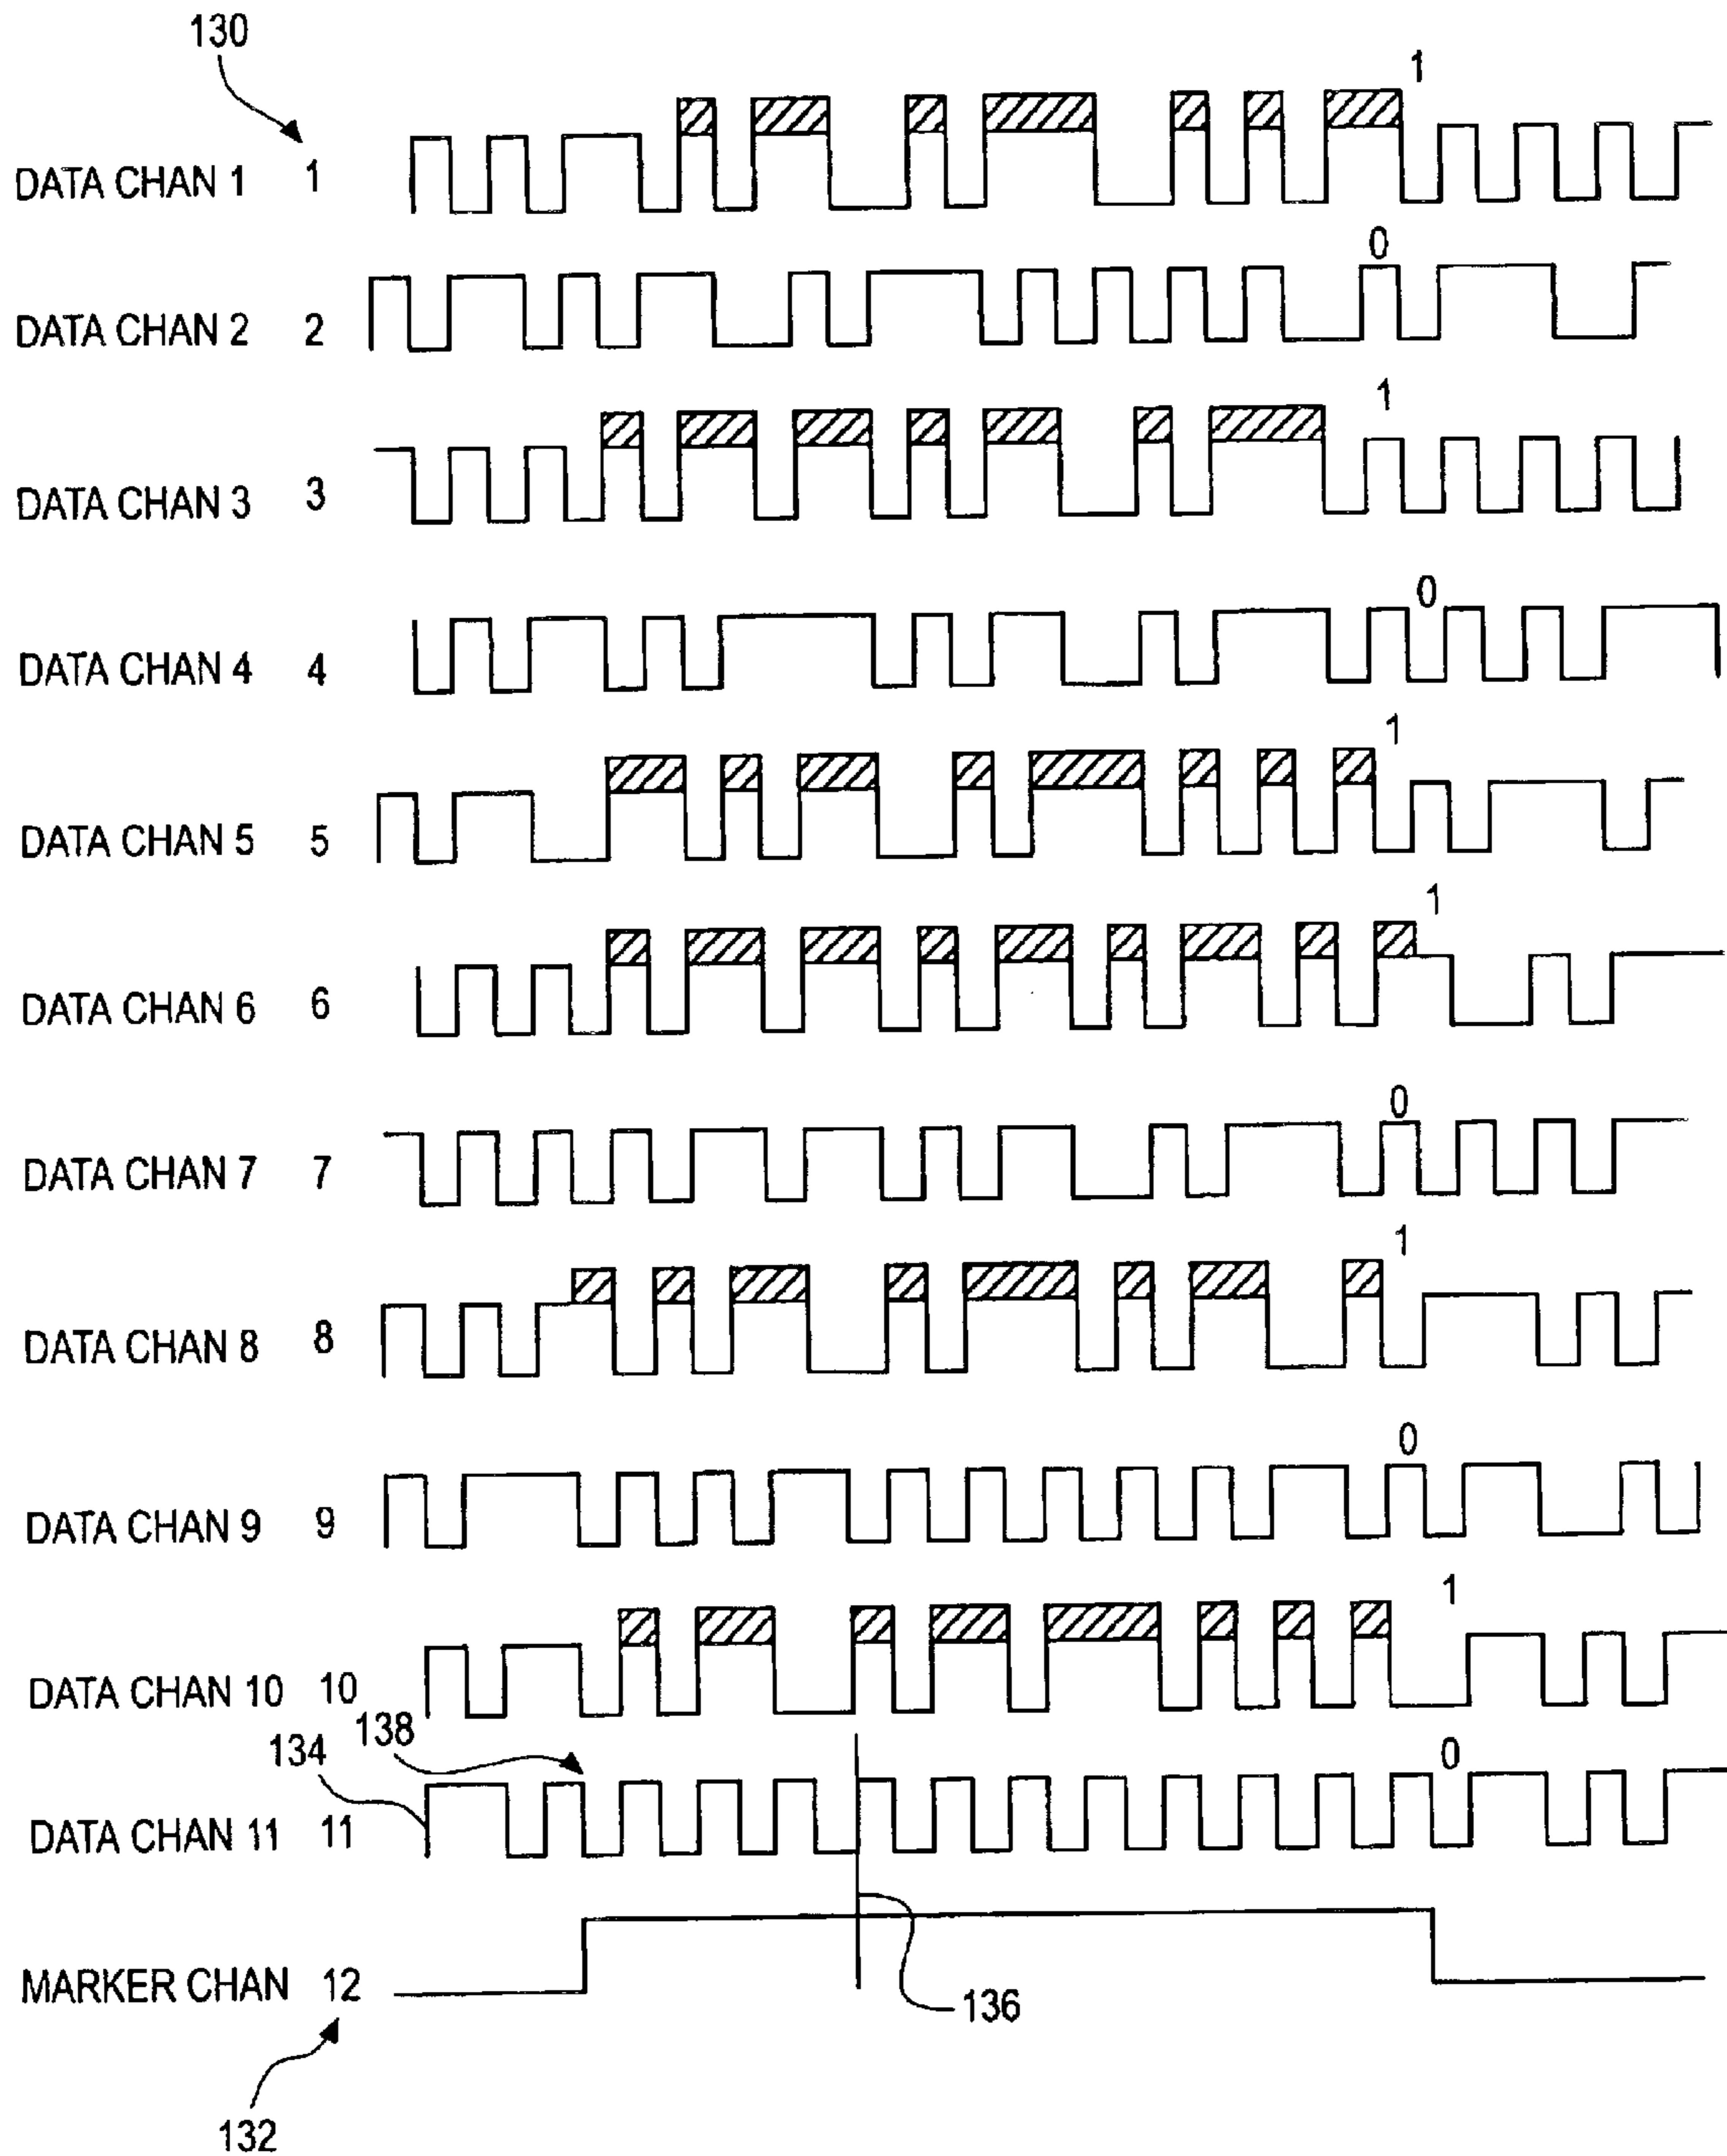 130
1
DATA CHAN 1 1
0
DATA CHAN 2 2
1
DATA CHAN 3 3
0
DATA CHAN 4 4
1
DATA CHAN 5 5
1
DATA CHAN 6 6
0
DATA CHAN 7 7
1
DATA CHAN 8 8
0
DATA CHAN 9 9
1
DATA CHAN 10 10
138
134
0
DATA CHAN 11 11
MARKER CHAN 12
136
132